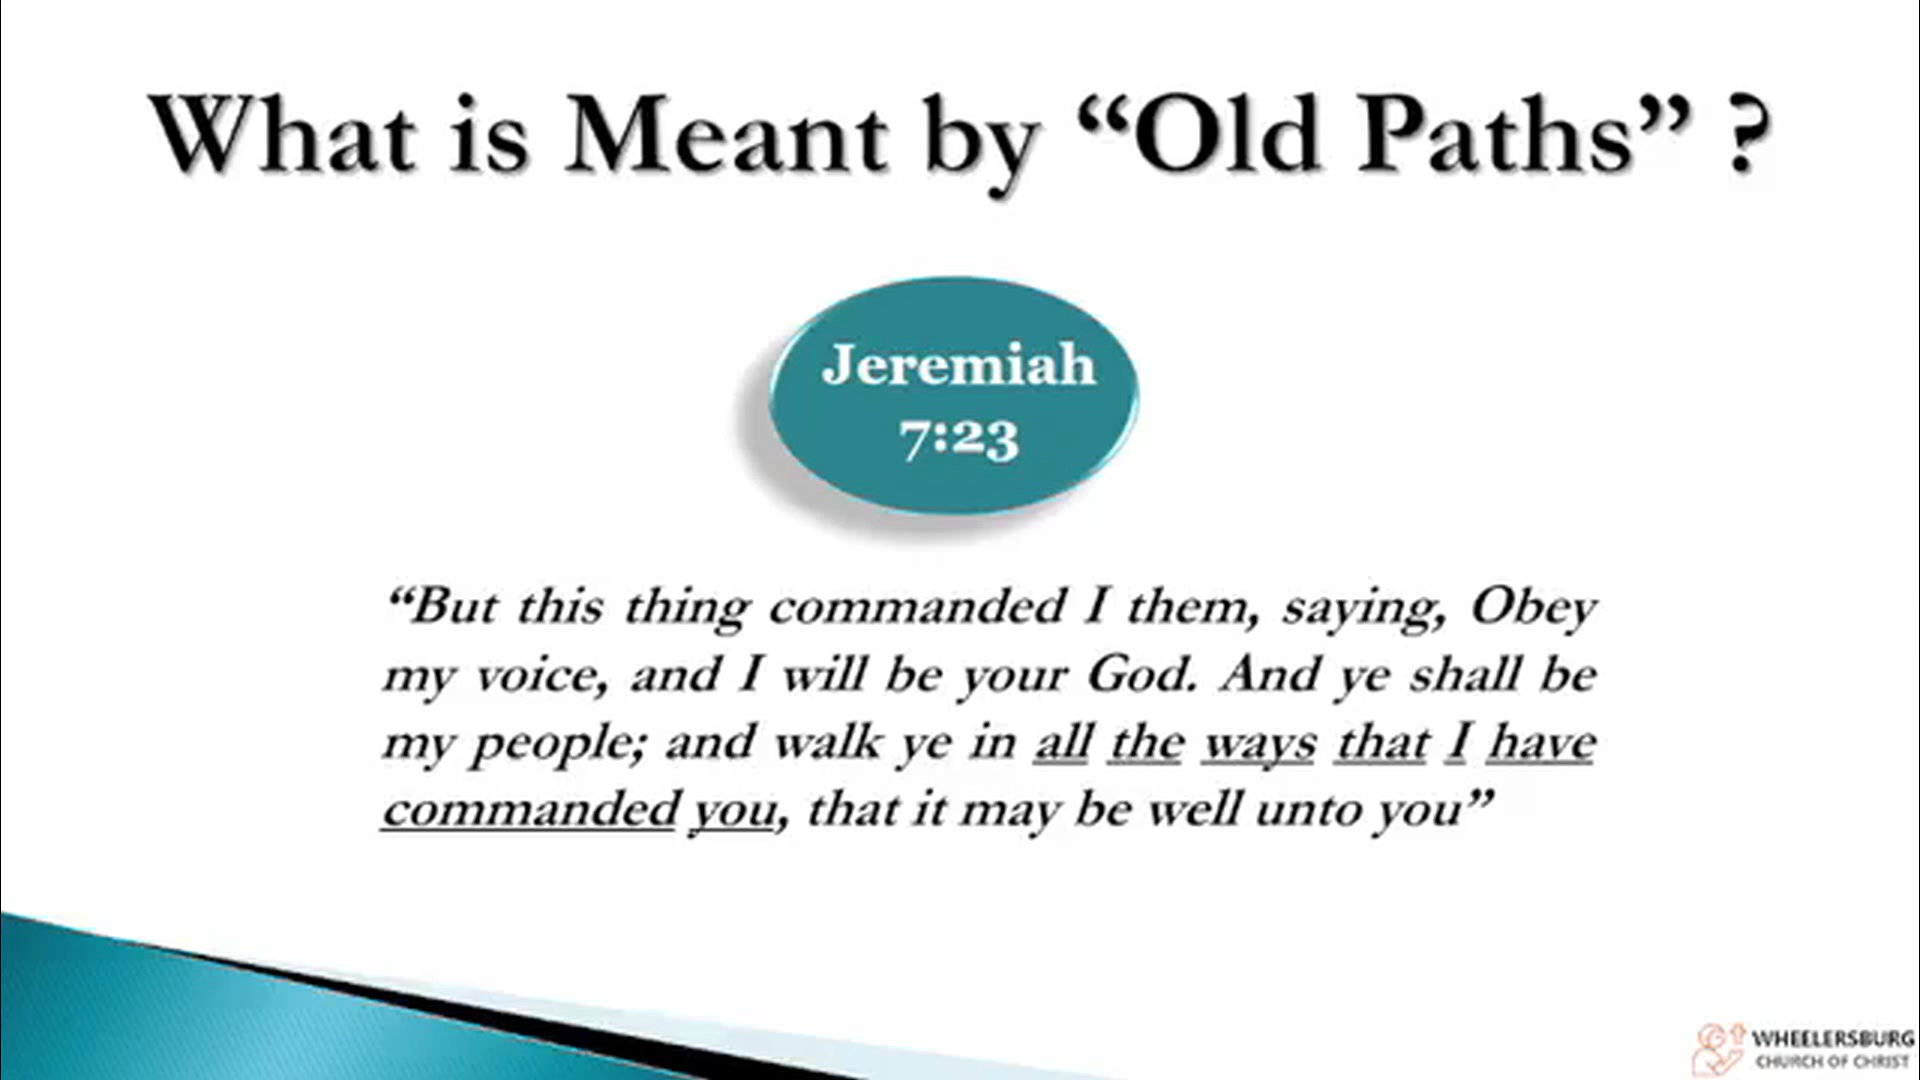 What is Meant by “Old Paths” ?
Jeremiah
7:23
“But this thing commanded I them, saying, Obey
my voice, and I will be your God. And ye shall be
my people; and walk ye in all the ways that I have
commanded you, that it may be well unto you”
WHEELERSBURG
CHURCH OF CHRIST